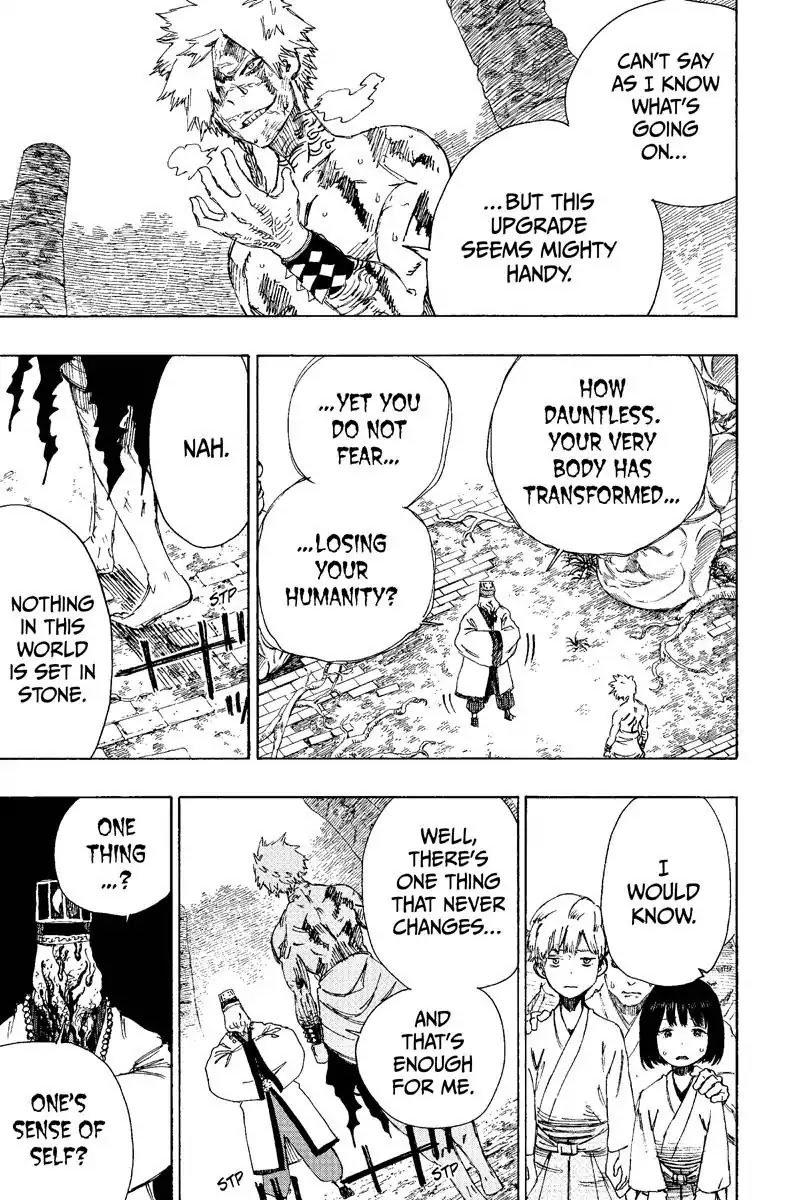 CAN'T SAY
AS I KNOW
WHAT'S
GOING
ON...
...BUT THIS
UPGRADE
SEEMS MIGHTY
HANDY.
HOW
DAUNTLESS.
YOUR VERY
BODY HAS
TRANSFORMED...
...YET YOU
DO NOT
FEAR...
...LOSING
YOUR
HUMANITY?
NAH.
STP
NOTHING
IN THIS
WORLD
IS SET IN
STONE.
I
WOULD
KNOW.
WELL,
THERE'S
ONE THING
THAT NEVER
CHANGES...
AND
THAT'S
ENOUGH
FOR ME.
STP
STP
ONE
THING
...?
ONE'S
SENSE OF
SELF?